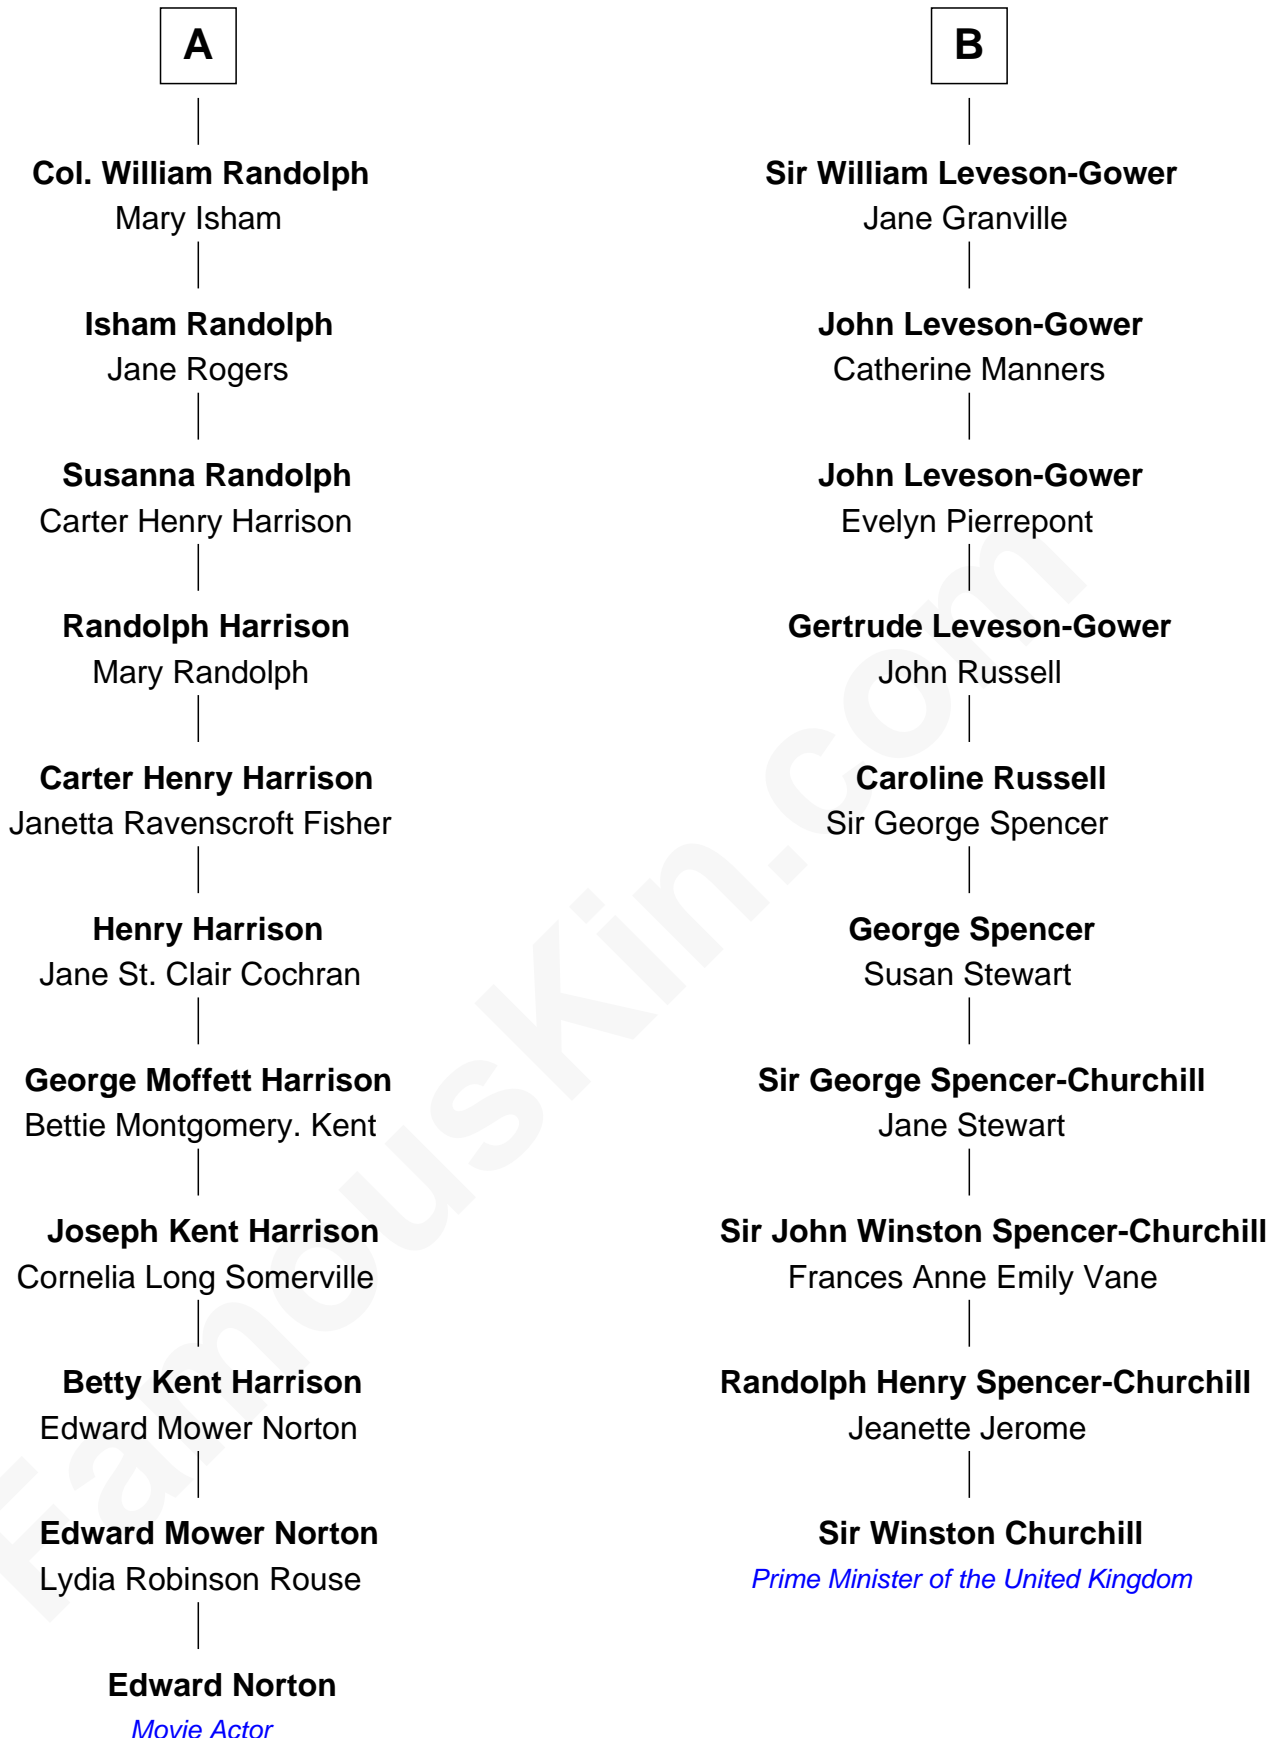 A
Col. William Randolph
Mary Isham
Isham Randolph
Jane Rogers
Susanna Randolph
Carter Henry Harrison
Randolph Harrison
Mary Randolph
Carter Henry Harrison
Janetta Ravenscroft Fisher
Henry Harrison
Jane St. Clair Cochran
George Moffett Harrison
Bettie Montgomery. Kent
Joseph Kent Harrison
Cornelia Long Somerville
Betty Kent Harrison
Edward Mower Norton
Edward Mower Norton
Lydia Robinson Rouse
Edward Norton
Movie Actor
B
Sir William Leveson-Gower
Jane Granville
John Leveson-Gower
Catherine Manners
John Leveson-Gower
Evelyn Pierrepont
Gertrude Leveson-Gower
John Russell
Caroline Russell
Sir George Spencer
George Spencer
Susan Stewart
Sir George Spencer-Churchill
Jane Stewart
Sir John Winston Spencer-Churchill
Frances Anne Emily Vane
Randolph Henry Spencer-Churchill
Jeanette Jerome
Sir Winston Churchill
Prime Minister of the United Kingdom
FamousKin.com